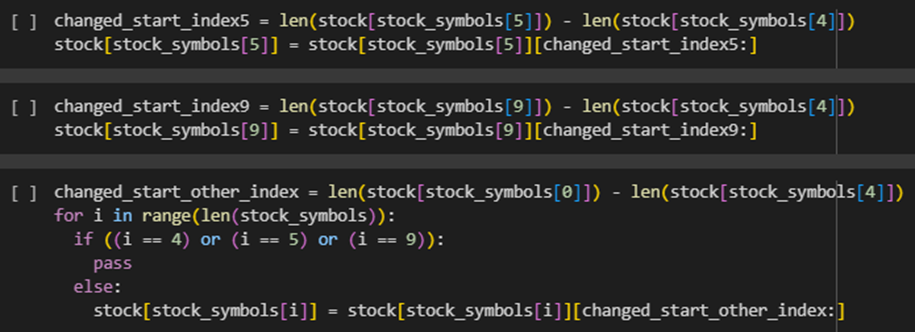 [ ] changed_start_index5 = len(stock[stock_symbols[5]]) - len(stock[stock_symbols[4]])
stock[stock_symbols[5]] = stock[stock_symbols[5]][changed_start_index5:]
[ ] changed_start_index9 = len(stock[stock_symbols[9]]) - len(stock[stock_symbols[4]])
stock[stock_symbols[9]] = stock[stock_symbols[9]][changed_start_index9:]
[ ] changed_start_other_index = len(stock[stock_symbols[0]]) - len(stock[stock_symbols[4]])
for i in range(len(stock_symbols)):
  if ((i == 4) or (i == 5) or (i == 9)):
    pass
  else:
    stock[stock_symbols[i]] = stock[stock_symbols[i]][changed_start_other_index:]